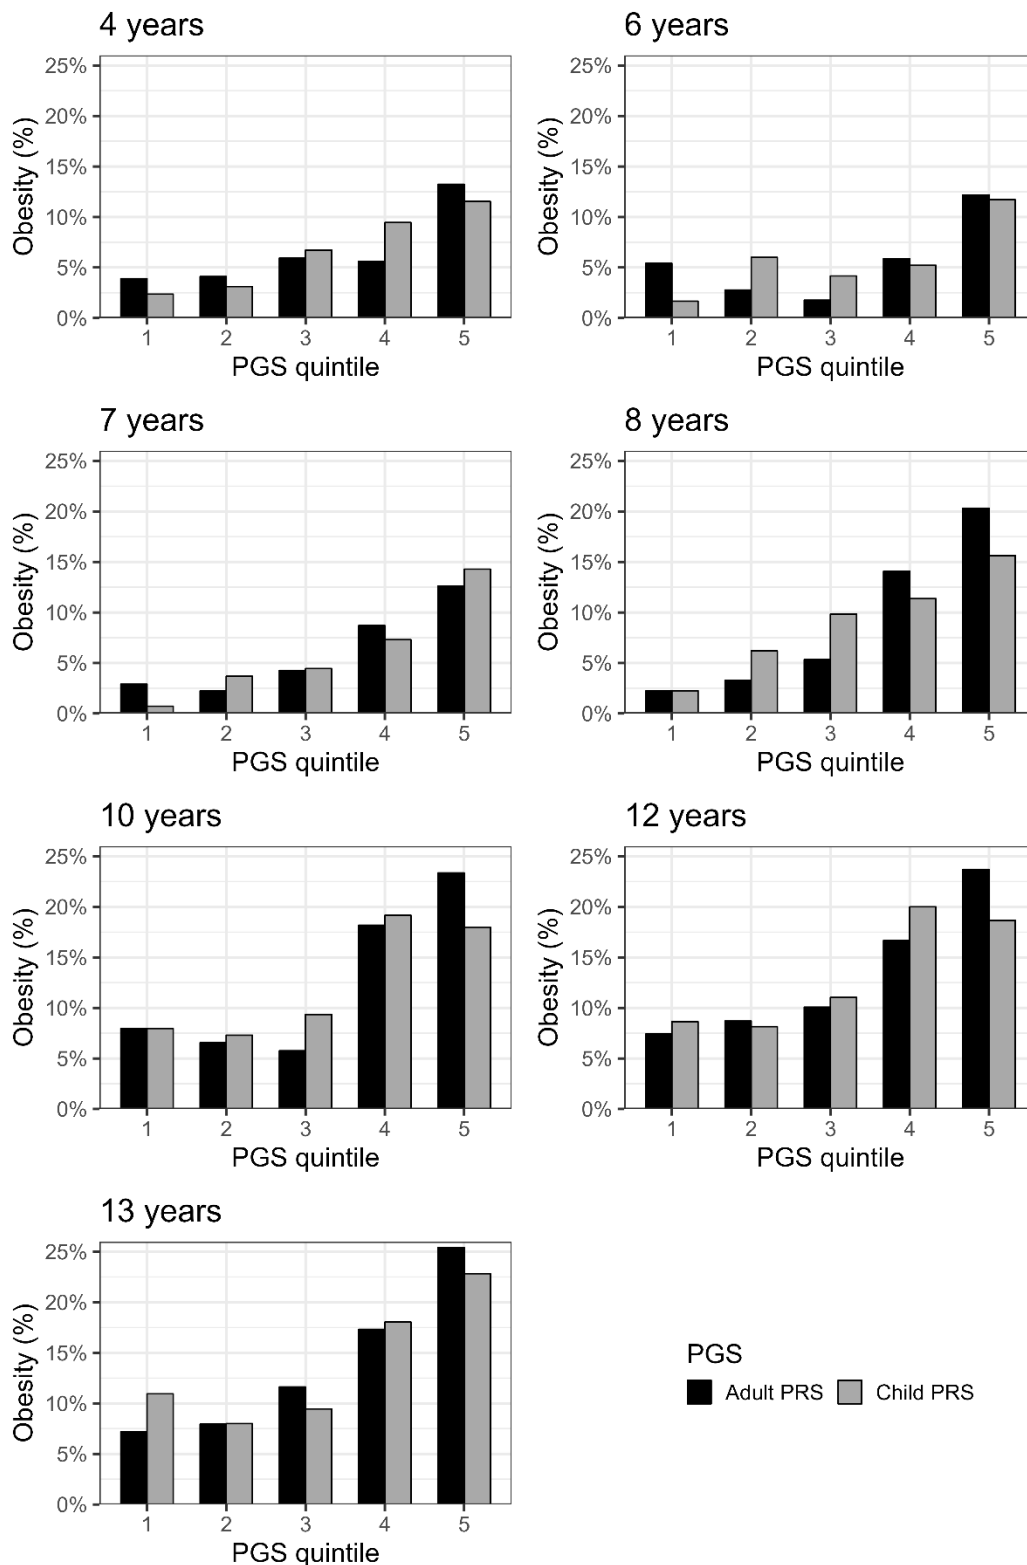 4 years
25%
20%
15%
10%
5%
0%
Obesity (%)
1 2 3 4 5
PGS quintile
6 years
25%
20%
15%
10%
5%
0%
Obesity (%)
1 2 3 4 5
PGS quintile
7 years
25%
20%
15%
10%
5%
0%
Obesity (%)
1 2 3 4 5
PGS quintile
8 years
25%
20%
15%
10%
5%
0%
Obesity (%)
1 2 3 4 5
PGS quintile
10 years
25%
20%
15%
10%
5%
0%
Obesity (%)
1 2 3 4 5
PGS quintile
12 years
25%
20%
15%
10%
5%
0%
Obesity (%)
1 2 3 4 5
PGS quintile
13 years
25%
20%
15%
10%
5%
0%
Obesity (%)
1 2 3 4 5
PGS quintile
PGS
Adult PRS Child PRS